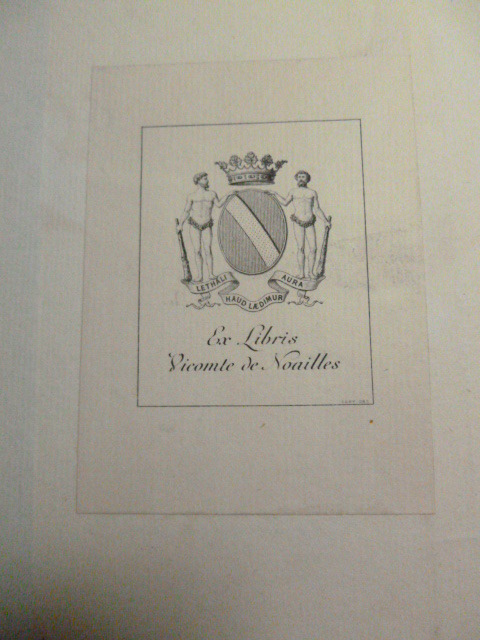 LETHALI
HAUD LÆDIMUR
AURA
Ex Libris
Vicomte de Noailles